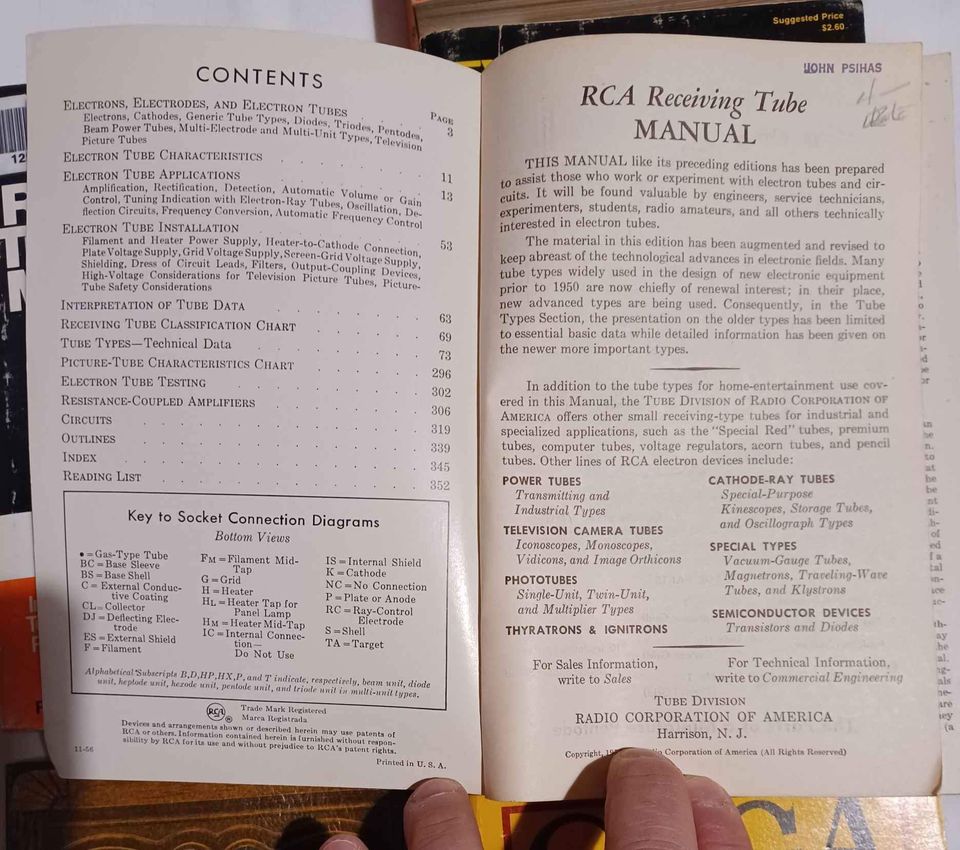 Suggested Price
$2.60
CONTENTS
PAGE
ELECTRONS, ELECTRODES, AND ELECTRON TUBES . . 3
Electrons, Cathodes, Generic Tube Types, Diodes, Triodes, Pentodes,
Beam Power Tubes, Multi-Electrode and Multi-Unit Types, Television
Picture Tubes
ELECTRON TUBE CHARACTERISTICS . . . . . . . . 11
ELECTRON TUBE APPLICATIONS . . . . . . . . 13
Amplification, Rectification, Detection, Automatic Volume or Gain
Control, Tuning Indication with Electron-Ray Tubes, Oscillation, De-
flection Circuits, Frequency Conversion, Automatic Frequency Control
ELECTRON TUBE INSTALLATION . . . . . . . . 53
Filament and Heater Power Supply, Heater-to-Cathode Connection,
Plate Voltage Supply, Grid Voltage Supply, Screen-Grid Voltage Supply,
Shielding, Dress of Circuit Leads, Filters, Output-Coupling Devices,
High-Voltage Considerations for Television Picture Tubes, Picture-
Tube Safety Considerations
INTERPRETATION OF TUBE DATA . . . . . . . . 63
RECEIVING TUBE CLASSIFICATION CHART . . . . . . 69
TUBE TYPES—Technical Data . . . . . . . . 73
PICTURE-TUBE CHARACTERISTICS CHART . . . . . . 296
ELECTRON TUBE TESTING . . . . . . . . 302
RESISTANCE-COUPLED AMPLIFIERS . . . . . . . . 306
CIRCUITS . . . . . . . . . . . . 319
OUTLINES . . . . . . . . . . . . 339
INDEX . . . . . . . . . . . . 345
READING LIST . . . . . . . . . . . . 352
Key to Socket Connection Diagrams
Bottom Views
• = Gas-Type Tube
BC = Base Sleeve
BS = Base Shell
C = External Conduc-
tive Coating
CL = Collector
DJ = Deflecting Elec-
trode
ES = External Shield
F = Filament
FM = Filament Mid-
Tap
G = Grid
H = Heater
HL = Heater Tap for
Panel Lamp
HM = Heater Mid-Tap
IC = Internal Connec-
tion—
Do Not Use
IS = Internal Shield
K = Cathode
NC = No Connection
P = Plate or Anode
RC = Ray-Control
Electrode
S = Shell
TA = Target
Alphabetical Subscripts B,D,HP,HX,P, and T indicate, respectively, beam unit, diode
unit, heptode unit, hexode unit, pentode unit, and triode unit in multi-unit types.
RCA ® Trade Mark Registered
Marca Registrada
Devices and arrangements shown or described herein may use patents of
RCA or others. Information contained herein is furnished without respon-
sibility by RCA for its use and without prejudice to RCA's patent rights.
11-56
Printed in U. S. A.
JOHN PSIHAS
RCA Receiving Tube
MANUAL
THIS MANUAL like its preceding editions has been prepared
to assist those who work or experiment with electron tubes and cir-
cuits. It will be found valuable by engineers, service technicians,
experimenters, students, radio amateurs, and all others technically
interested in electron tubes.
The material in this edition has been augmented and revised to
keep abreast of the technological advances in electronic fields. Many
tube types widely used in the design of new electronic equipment
prior to 1950 are now chiefly of renewal interest; in their place,
new advanced types are being used. Consequently, in the Tube
Types Section, the presentation on the older types has been limited
to essential basic data while detailed information has been given on
the newer more important types.
In addition to the tube types for home-entertainment use cov-
ered in this Manual, the TUBE DIVISION of RADIO CORPORATION OF
AMERICA offers other small receiving-type tubes for industrial and
specialized applications, such as the "Special Red" tubes, premium
tubes, computer tubes, voltage regulators, acorn tubes, and pencil
tubes. Other lines of RCA electron devices include:
POWER TUBES
Transmitting and
Industrial Types
TELEVISION CAMERA TUBES
Iconoscopes, Monoscopes,
Vidicons, and Image Orthicons
PHOTOTUBES
Single-Unit, Twin-Unit,
and Multiplier Types
THYRATRONS & IGNITRONS
CATHODE-RAY TUBES
Special-Purpose
Kinescopes, Storage Tubes,
and Oscillograph Types
SPECIAL TYPES
Vacuum-Gauge Tubes,
Magnetrons, Traveling-Wave
Tubes, and Klystrons
SEMICONDUCTOR DEVICES
Transistors and Diodes
For Sales Information,
write to Sales
For Technical Information,
write to Commercial Engineering
TUBE DIVISION
RADIO CORPORATION OF AMERICA
Harrison, N. J.
Copyright, Corporation of America (All Rights Reserved)